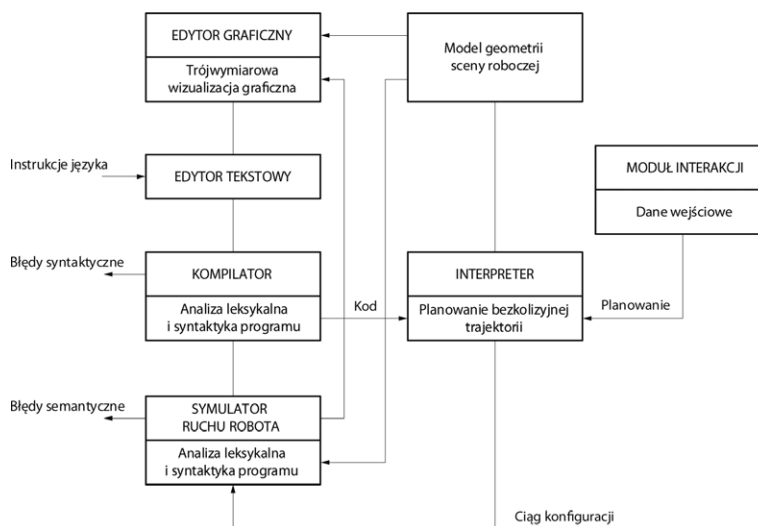 EDYTOR GRAFICZNY
Trójwymiarowa
wizualizacja graficzna
Model geometrii
sceny roboczej
Instrukcje języka
EDYTOR TEKSTOWY
MODUŁ INTERAKCJI
Dane wejściowe
Błędy syntaktyczne
KOMPILATOR
Analiza leksykalna
i syntaktyka programu
Kod
INTERPRETER
Planowanie bezkolizyjnej
trajektorii
Planowanie
Błędy semantyczne
SYMULATOR
RUCHU ROBOTA
Analiza leksykalna
i syntaktyka programu
Ciąg konfiguracji